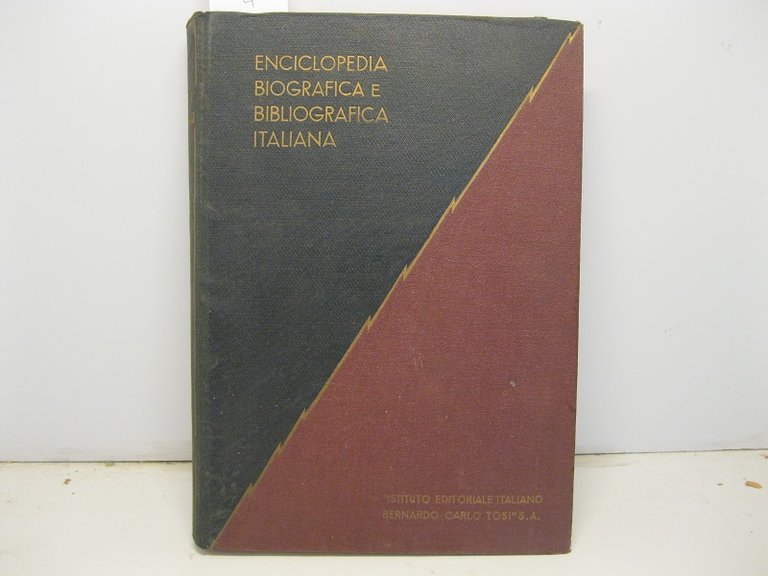 ENCICLOPEDIA
BIOGRAFICA E
BIBLIOGRAFICA
ITALIANA
"ISTITUTO EDITORIALE ITALIANO
BERNARDO CARLO TOSI" S. A.